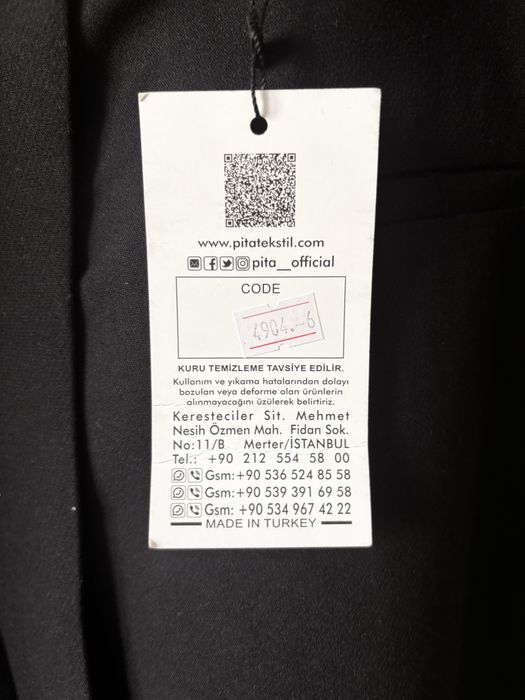 www.pitatekstil.com
pita__official
CODE
4904.-6
KURU TEMİZLEME TAVSİYE EDİLİR.
Kullanım ve yıkama hatalarından dolayı
bozulan veya deforme olan ürünlerin
alınmayacağını üzülerek belirtiriz.
Keresteciler Sit. Mehmet
Nesih Özmen Mah. Fidan Sok.
No:11/B Merter/İSTANBUL
Tel.: +90 212 554 58 00
Gsm:+90 536 524 85 58
Gsm:+90 539 391 69 58
Gsm: +90 534 967 42 22
MADE IN TURKEY